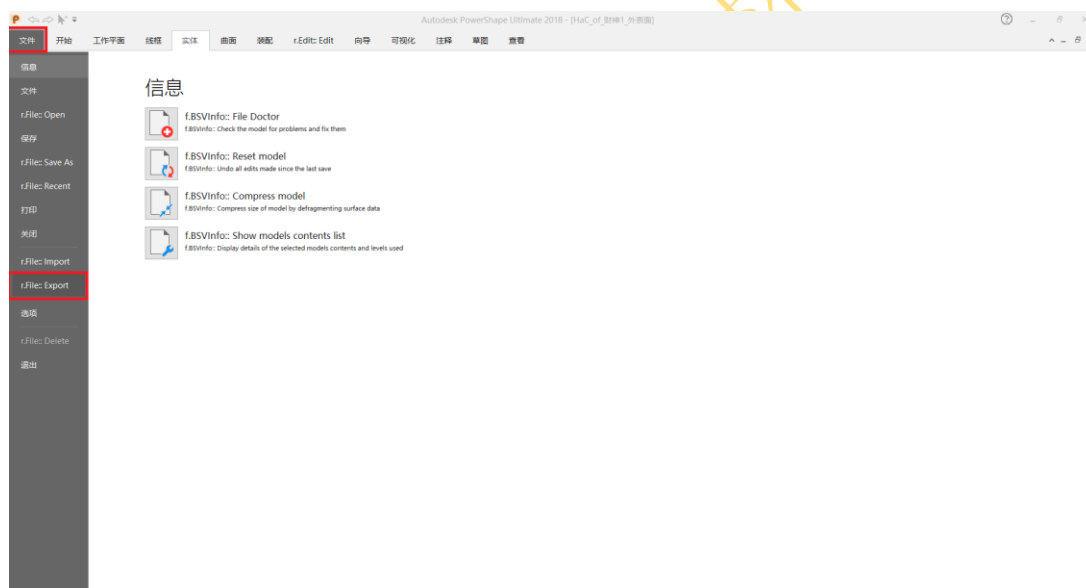 Autodesk PowerShape Ultimate 2018 - [HaC_of_财神1_外表面]
文件 开始 工作平面 线框 实体 曲面 装配 r.Edit:: Edit 向导 可视化 注释 草图 查看
信息
文件
r.File:: Open
保存
r.File:: Save As
r.File:: Recent
打印
关闭
r.File:: Import
r.File:: Export
选项
r.File:: Delete
退出
信息
f.BSVInfo:: File Doctor
f.BSVInfo:: Check the model for problems and fix them
f.BSVInfo:: Reset model
f.BSVInfo:: Undo all edits made since the last save
f.BSVInfo:: Compress model
f.BSVInfo:: Compress size of model by defragmenting surface data
f.BSVInfo:: Show models contents list
f.BSVInfo:: Display details of the selected models contents and levels used